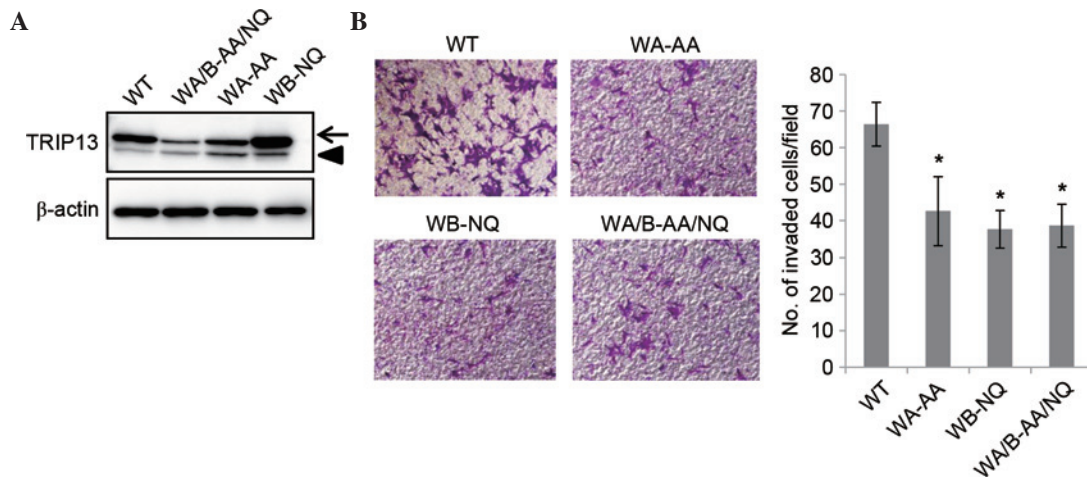 A
WT
WA/B-AA/NQ
WA-AA
WB-NQ
TRIP13
β-actin
B
WT
WA-AA
WB-NQ
WA/B-AA/NQ
No. of invaded cells/field
80
70
60
50
40
30
20
10
0
*
*
*
WT
WA-AA
WB-NQ
WA/B-AA/NQ